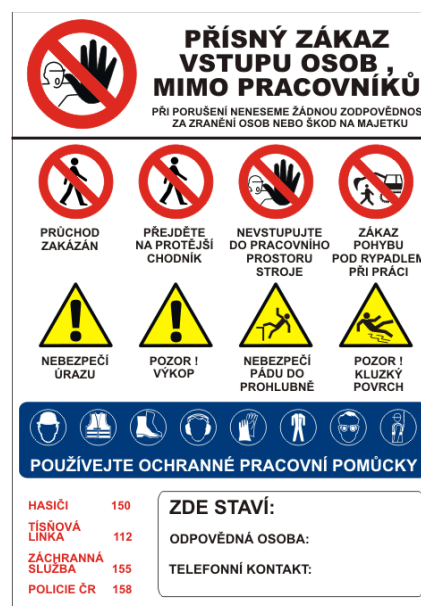 PŘÍSNÝ ZÁKAZ
VSTUPU OSOB ,
MIMO PRACOVNÍKŮ
PŘI PORUŠENÍ NENESEME ŽÁDNOU ZODPOVĚDNOS
ZA ZRANĚNÍ OSOB NEBO ŠKOD NA MAJETKU
PRŮCHOD
ZAKÁZÁN
PŘEJDĚTE
NA PROTĚJŠÍ
CHODNÍK
NEVSTUPUJTE
DO PRACOVNÍHO
PROSTORU
STROJE
ZÁKAZ
POHYBU
POD RYPADLEM
PŘI PRÁCI
NEBEZPEČÍ
ÚRAZU
POZOR !
VÝKOP
NEBEZPEČÍ
PÁDU DO
PROHLUBNĚ
POZOR !
KLUZKÝ
POVRCH
POUŽÍVEJTE OCHRANNÉ PRACOVNÍ POMŮCKY
HASIČI 150
TÍSŇOVÁ
LINKA 112
ZÁCHRANNÁ
SLUŽBA 155
POLICIE ČR 158
ZDE STAVÍ:
ODPOVĚDNÁ OSOBA:
TELEFONNÍ KONTAKT: